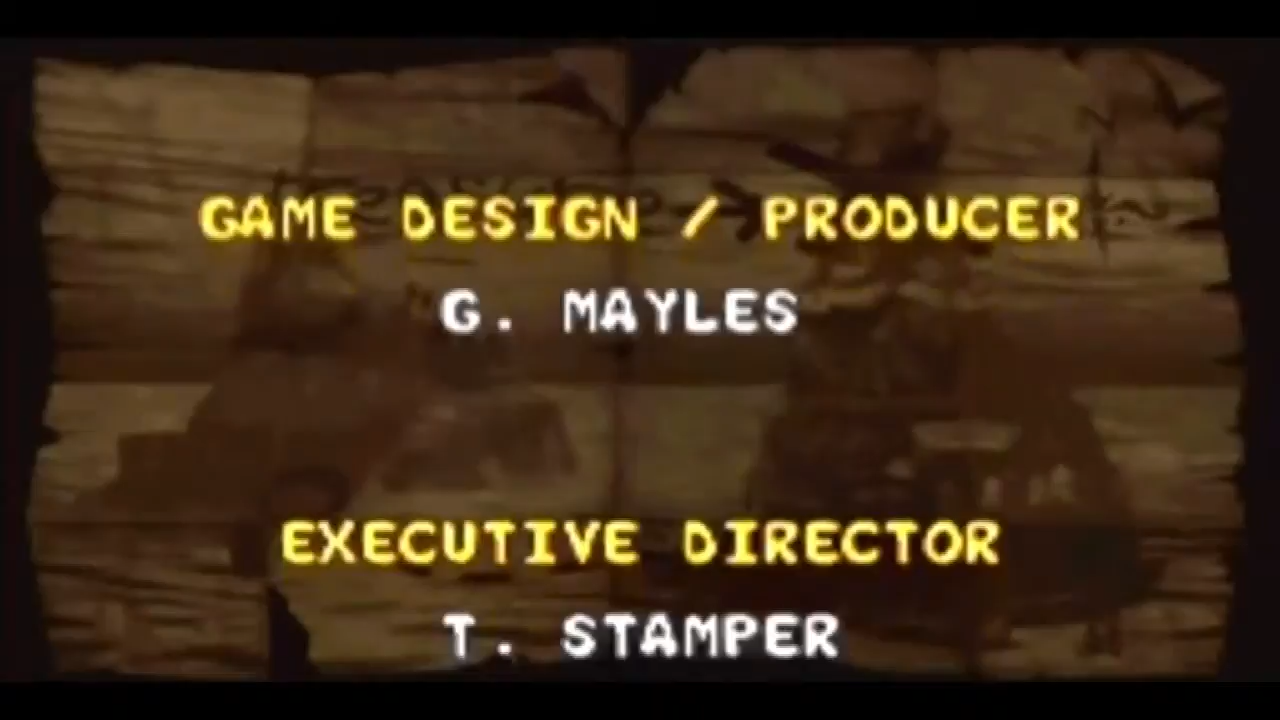 GAME DESIGN / PRODUCER
G. MAYLES
EXECUTIVE DIRECTOR
T. STAMPER